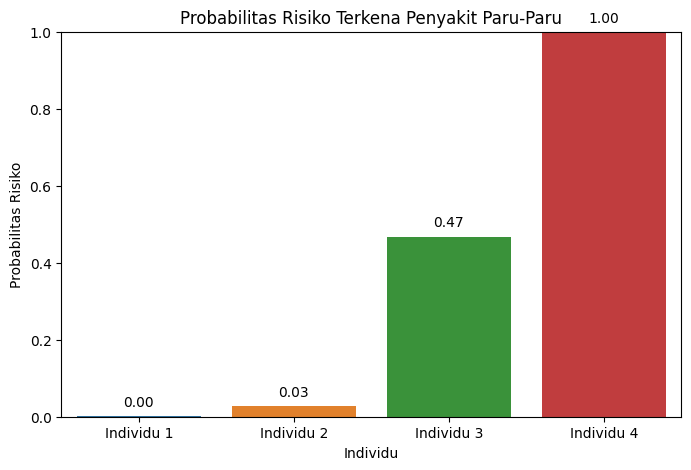 Probabilitas Risiko Terkena Penyakit Paru-Paru
1.00
1.0
0.8
0.6
0.4
0.2
0.0
Probabilitas Risiko
0.47
0.03
0.00
Individu 1
Individu 2
Individu 3
Individu 4
Individu